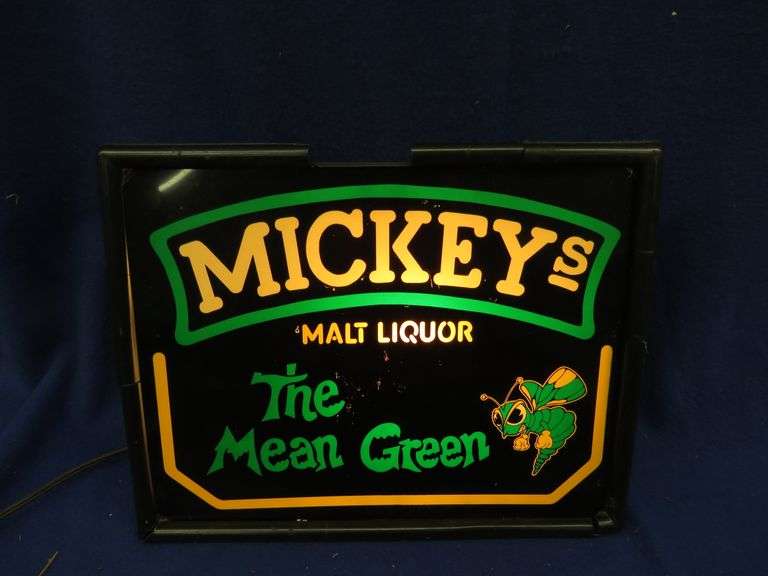 MICKEYS
MALT LIQUOR
The
Mean Green